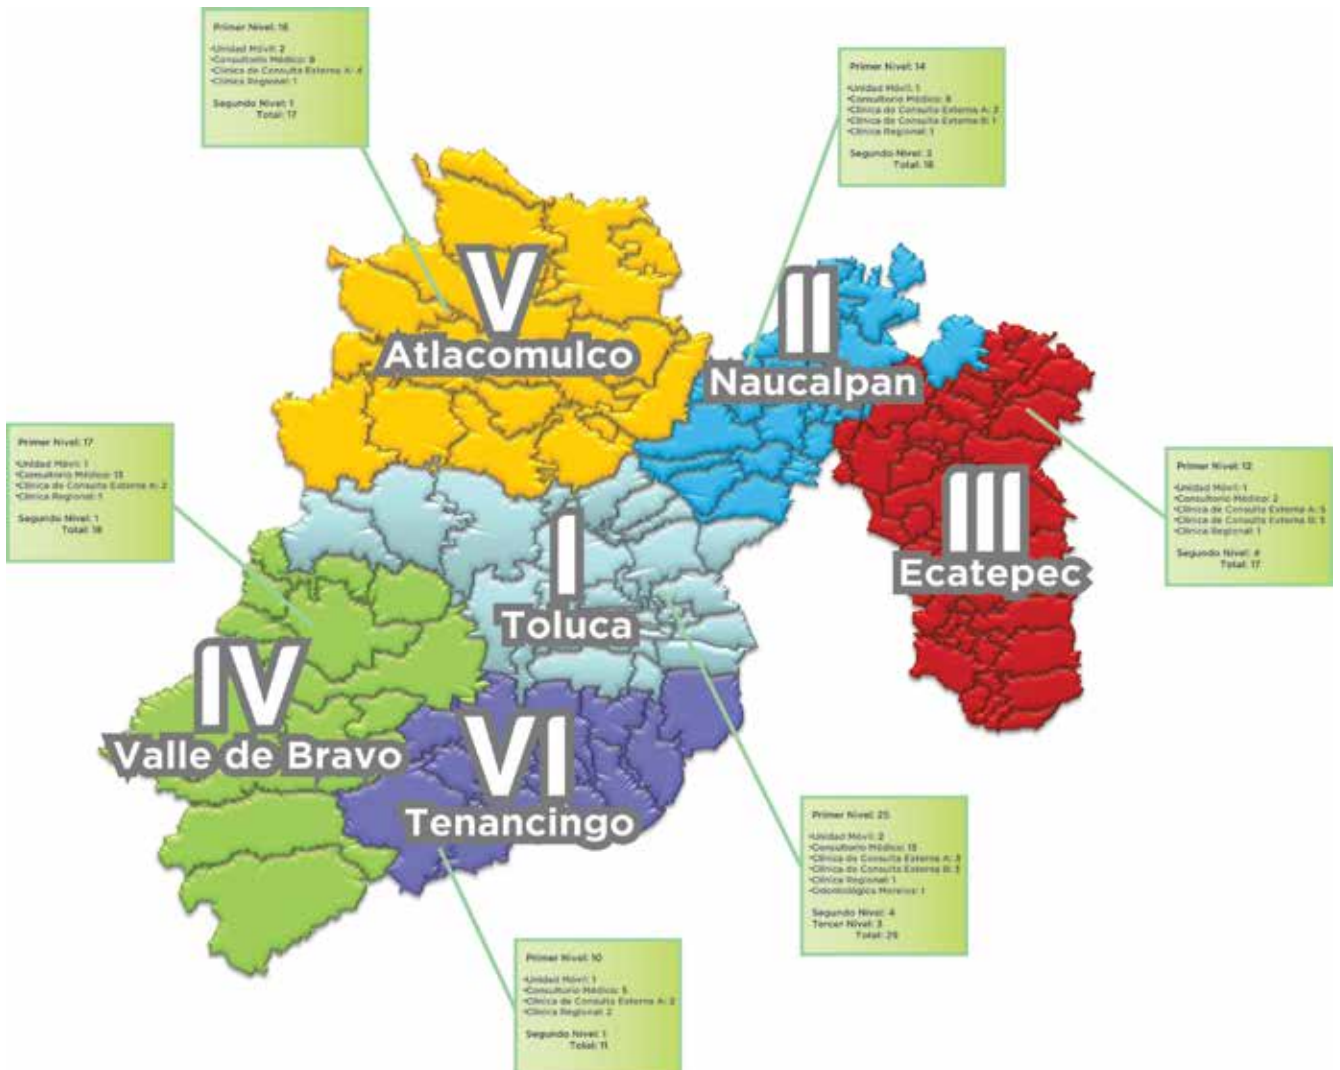 Primer Nivel: 16
•Unidad Móvil: 2
•Consultorio Médico: 9
•Clínica de Consulta Externa A: 4
•Clínica Regional: 1
Segundo Nivel: 1
Total: 17
Primer Nivel: 14
•Unidad Móvil: 1
•Consultorio Médico: 8
•Clínica de Consulta Externa A: 3
•Clínica de Consulta Externa B: 1
•Clínica Regional: 1
Segundo Nivel:
Total:
V
Atlacomulco
II
Naucalpan
Primer Nivel: 17
•Unidad Móvil: 1
•Consultorio Médico: 13
•Clínica de Consulta Externa A: 2
•Clínica Regional: 1
Segundo Nivel: 1
Total: 18
Primer Nivel: 12
•Unidad Móvil: 1
•Consultorio Médico: 2
•Clínica de Consulta Externa A: 5
•Clínica de Consulta Externa B: 3
•Clínica Regional: 1
Segundo Nivel:
Total: 17
III
Ecatepec
I
Toluca
IV
Valle de Bravo
VI
Tenancingo
Primer Nivel: 25
•Unidad Móvil: 2
•Consultorio Médico: 15
•Clínica de Consulta Externa A: 3
•Clínica de Consulta Externa B: 3
•Clínica Regional: 1
•Odontológica Morelos: 1
Segundo Nivel: 4
Tercer Nivel: 3
Total:
Primer Nivel: 10
•Unidad Móvil: 1
•Consultorio Médico: 5
•Clínica de Consulta Externa A: 2
•Clínica Regional: 2
Segundo Nivel: 1
Total: 11